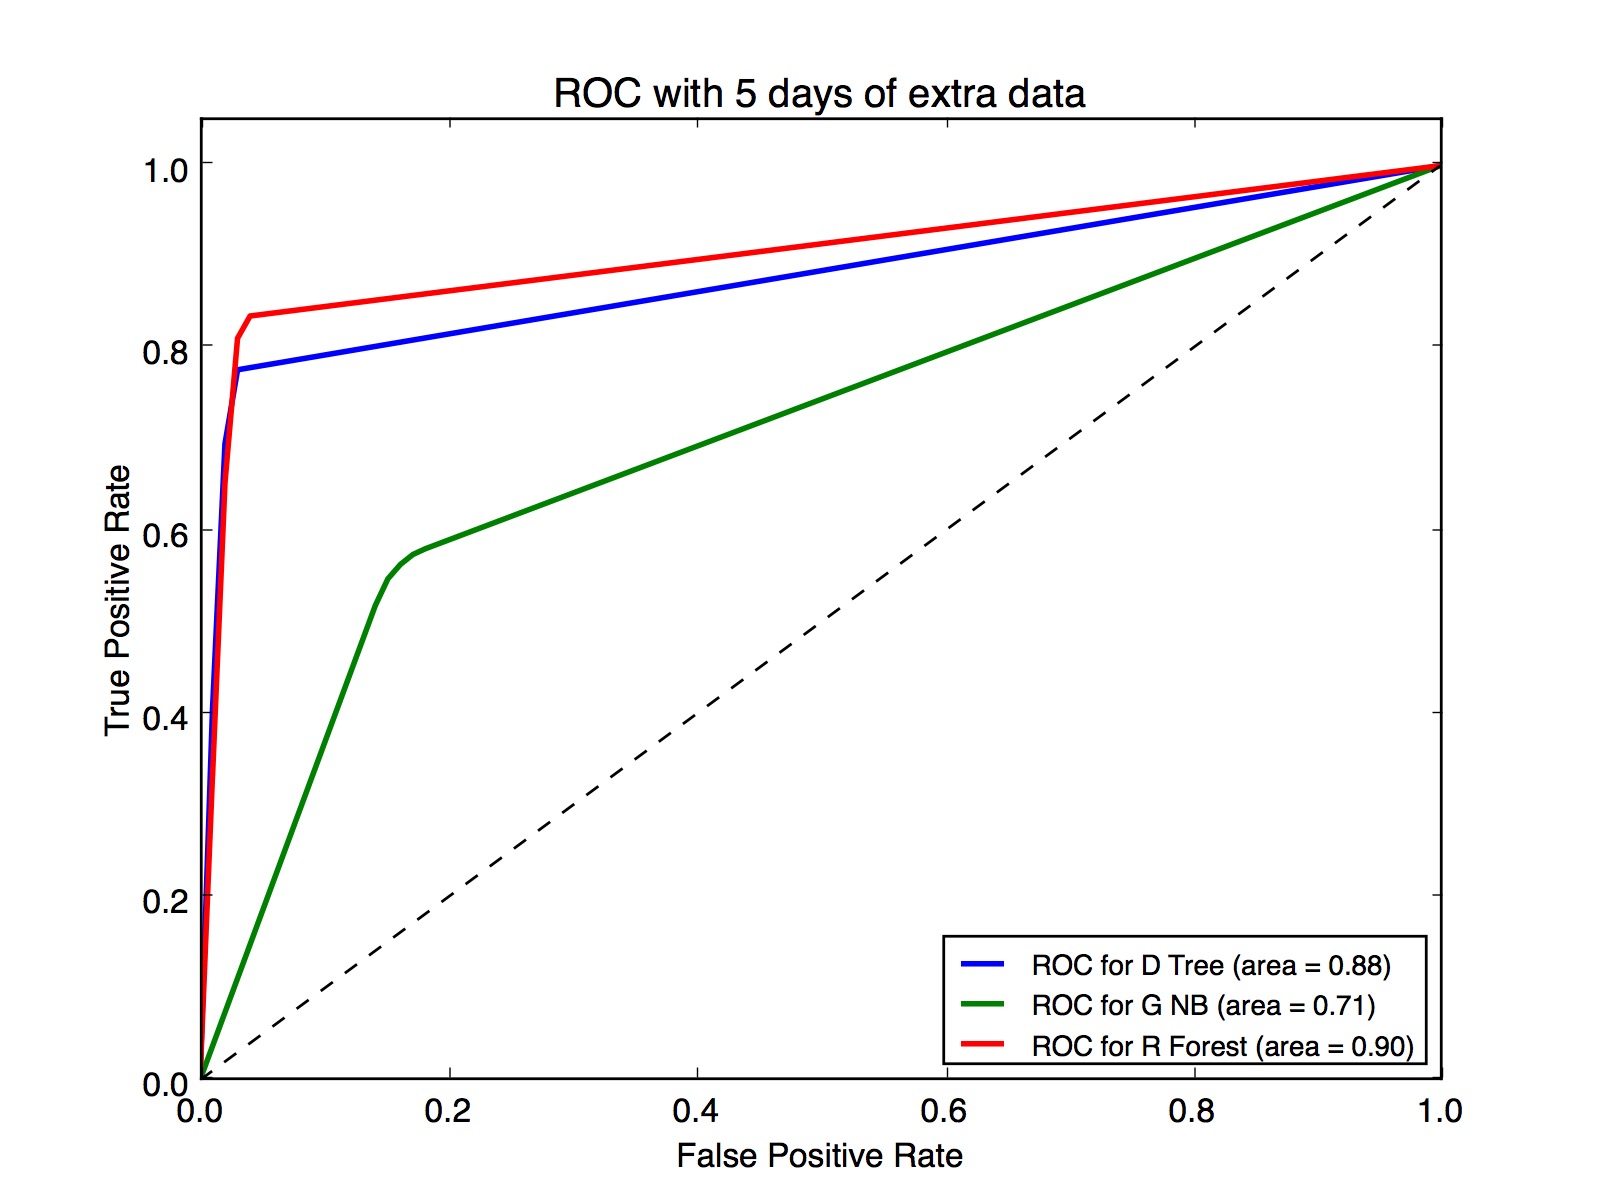 ROC with 5 days of extra data
1.0
0.8
0.6
0.4
0.2
0.0
True Positive Rate
0.0 0.2 0.4 0.6 0.8 1.0
False Positive Rate
ROC for D Tree (area = 0.88)
ROC for G NB (area = 0.71)
ROC for R Forest (area = 0.90)